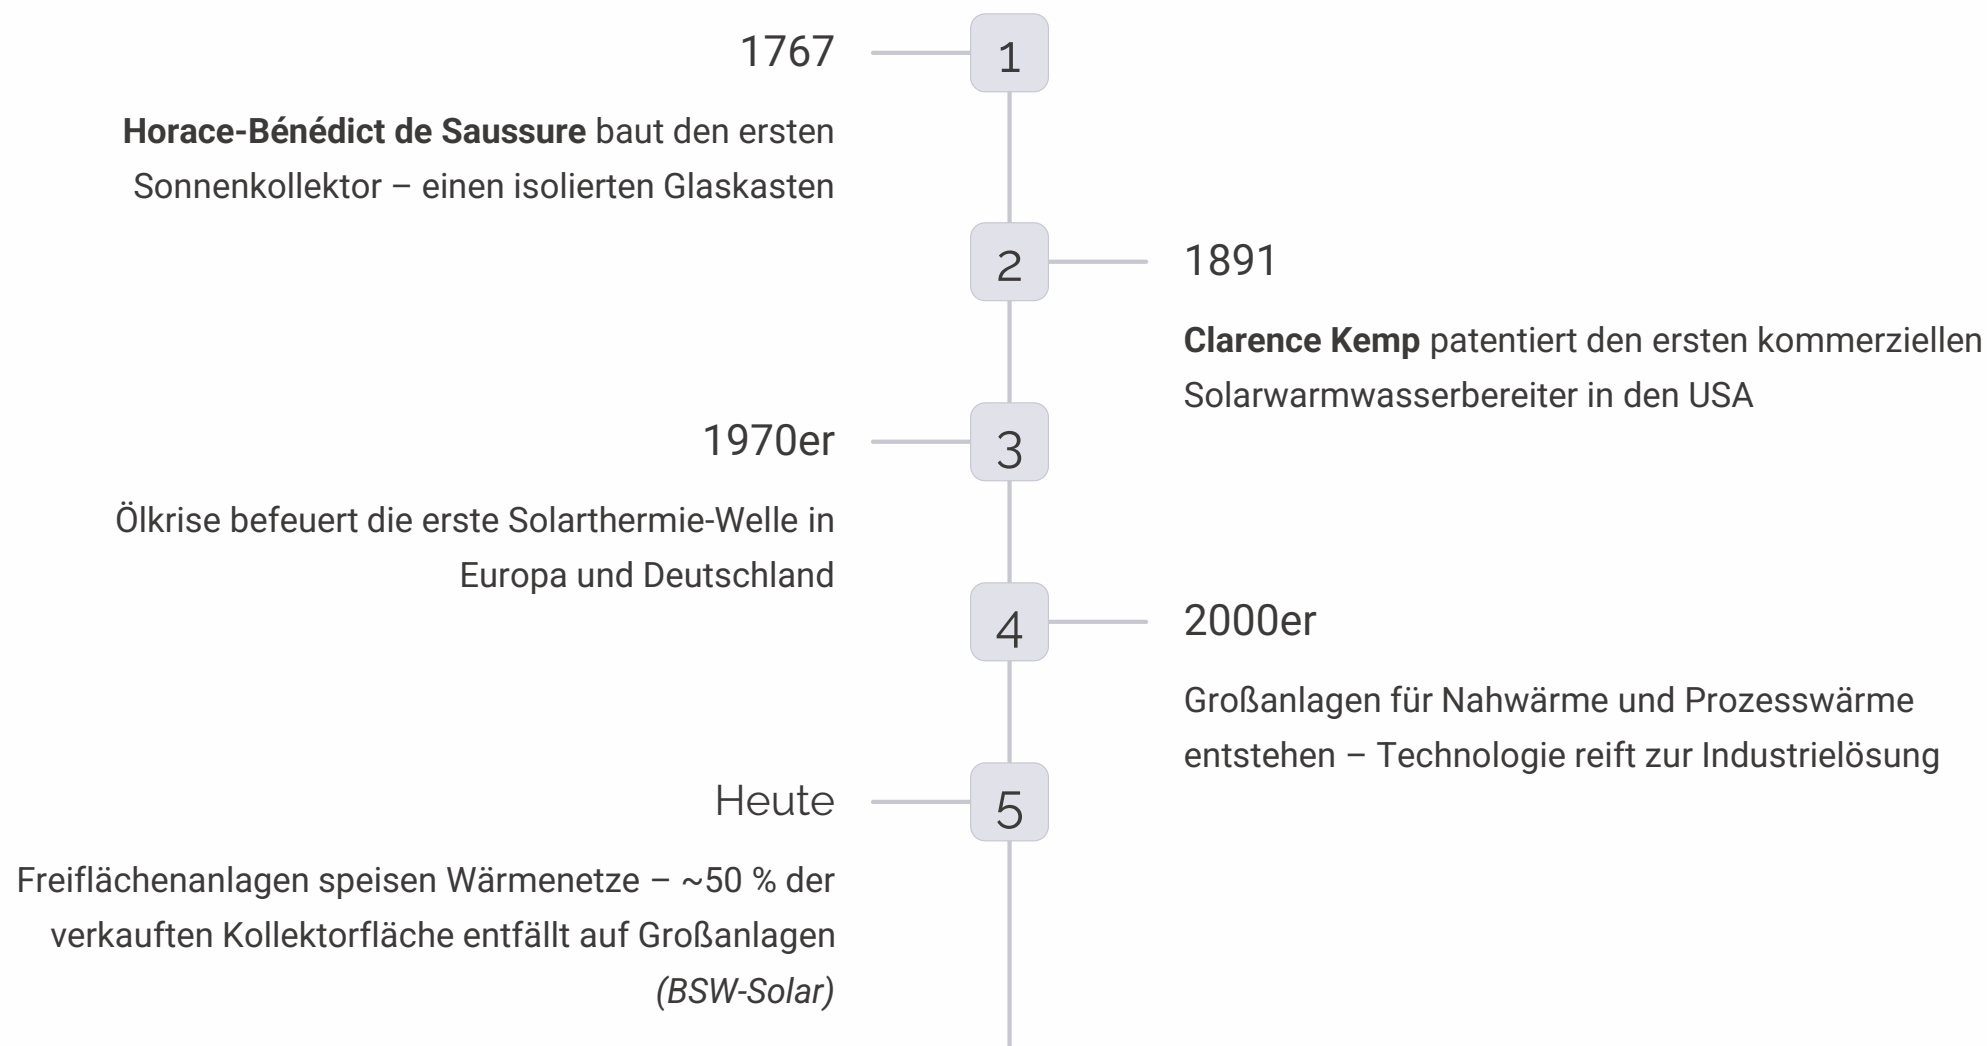 1767
1
Horace-Bénédict de Saussure baut den ersten
Sonnenkollektor – einen isolierten Glaskasten
2
1891
Clarence Kemp patentiert den ersten kommerziellen
Solarwarmwasserbereiter in den USA
1970er
3
Ölkrise befeuert die erste Solarthermie-Welle in
Europa und Deutschland
4
2000er
Großanlagen für Nahwärme und Prozesswärme
entstehen – Technologie reift zur Industrielösung
Heute
5
Freiflächenanlagen speisen Wärmenetze – ~50 % der
verkauften Kollektorfläche entfällt auf Großanlagen
(BSW-Solar)